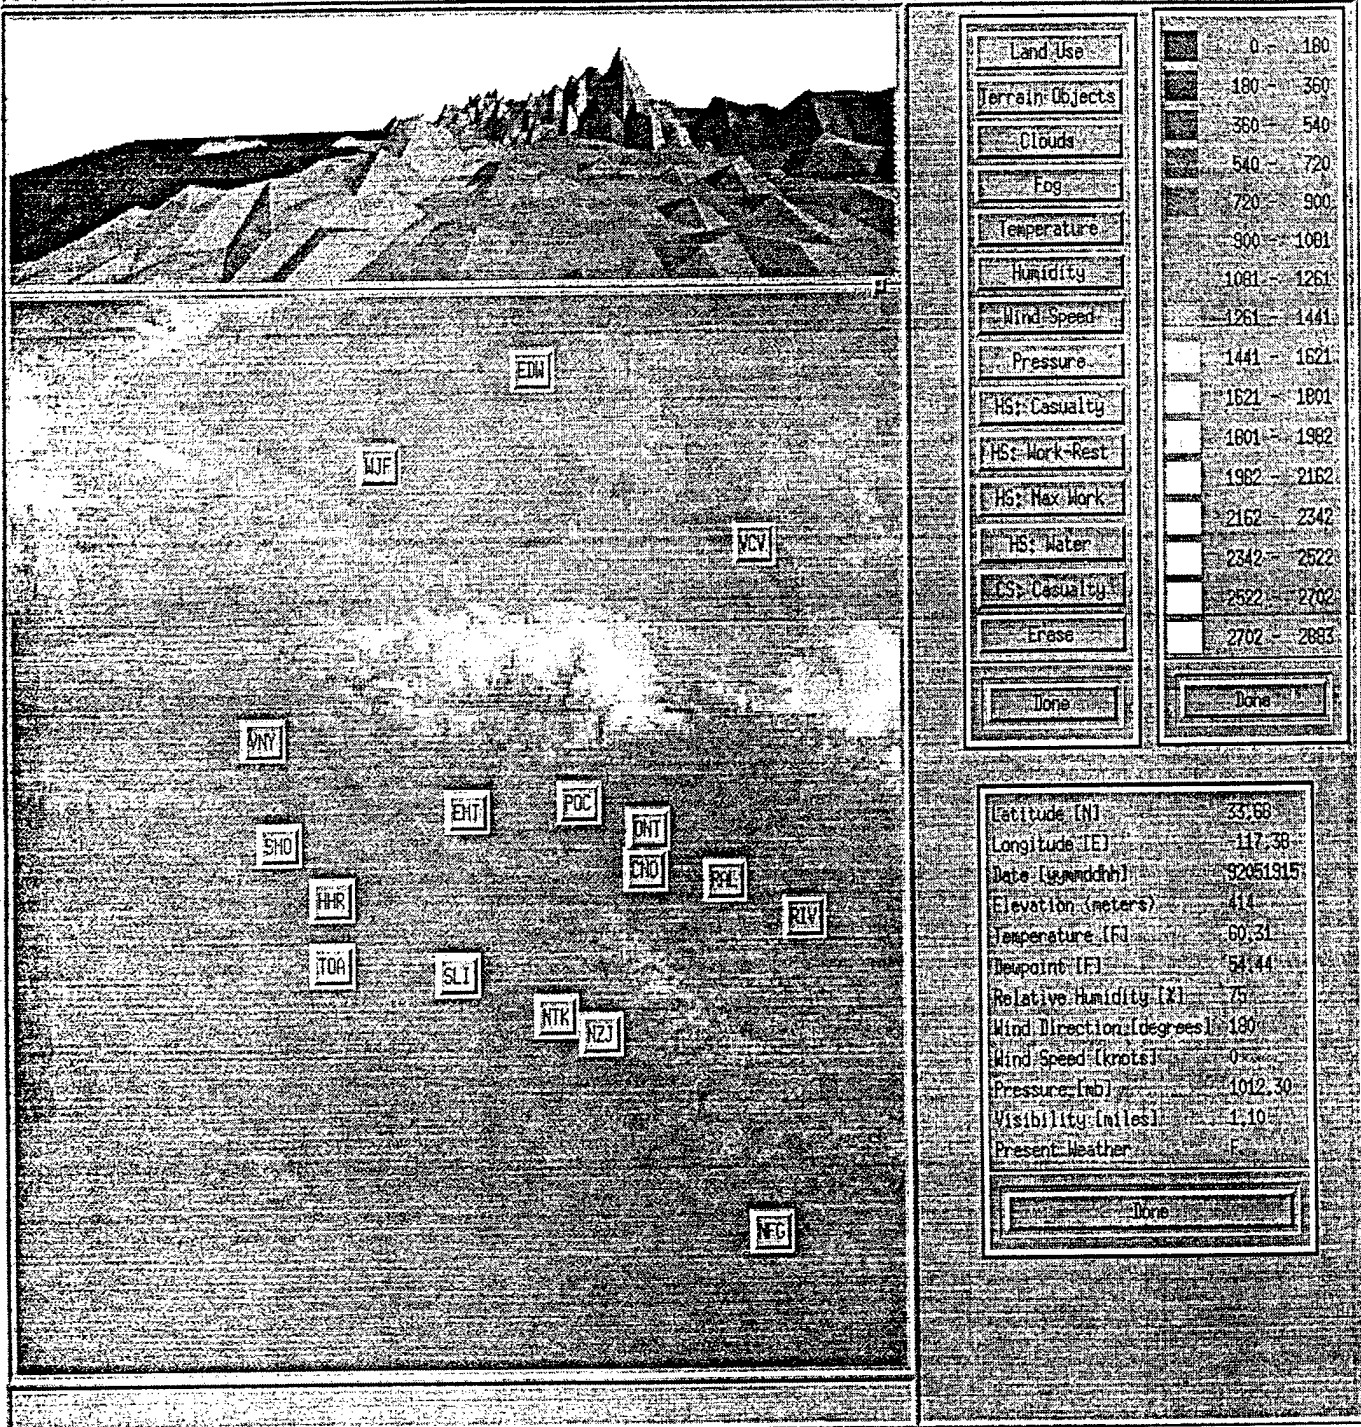 Land Use
Terrain Objects
Clouds
Fog
Temperature
Humidity
Wind Speed
Pressure
HS: Casualty
HS: Work-Rest
HS: Max Work
HS: Water
CS: Casualty
Erase
Done
0 - 180
180 - 360
360 - 540
540 - 720
720 - 900
900 - 1081
1081 - 1261
1261 - 1441
1441 - 1621
1621 - 1801
1801 - 1982
1982 - 2162
2162 - 2342
2342 - 2522
2522 - 2702
2702 - 2883
Done
EDW
WJF
VCV
VNY
EMT
POC
ONT
SMO
CNO
RAL
HHR
RIV
TOA
SLI
NTK
NZJ
NFG
Latitude [N] 33.68
Longitude [E] -117.38
Date [yymmddhh] 92051915
Elevation (meters) 414
Temperature [F] 60.31
Dewpoint [F] 54.44
Relative Humidity [%] 75
Wind Direction [degrees] 180
Wind Speed [knots] 0
Pressure [mb] 1012.30
Visibility [miles] 1.10
Present Weather F
Done